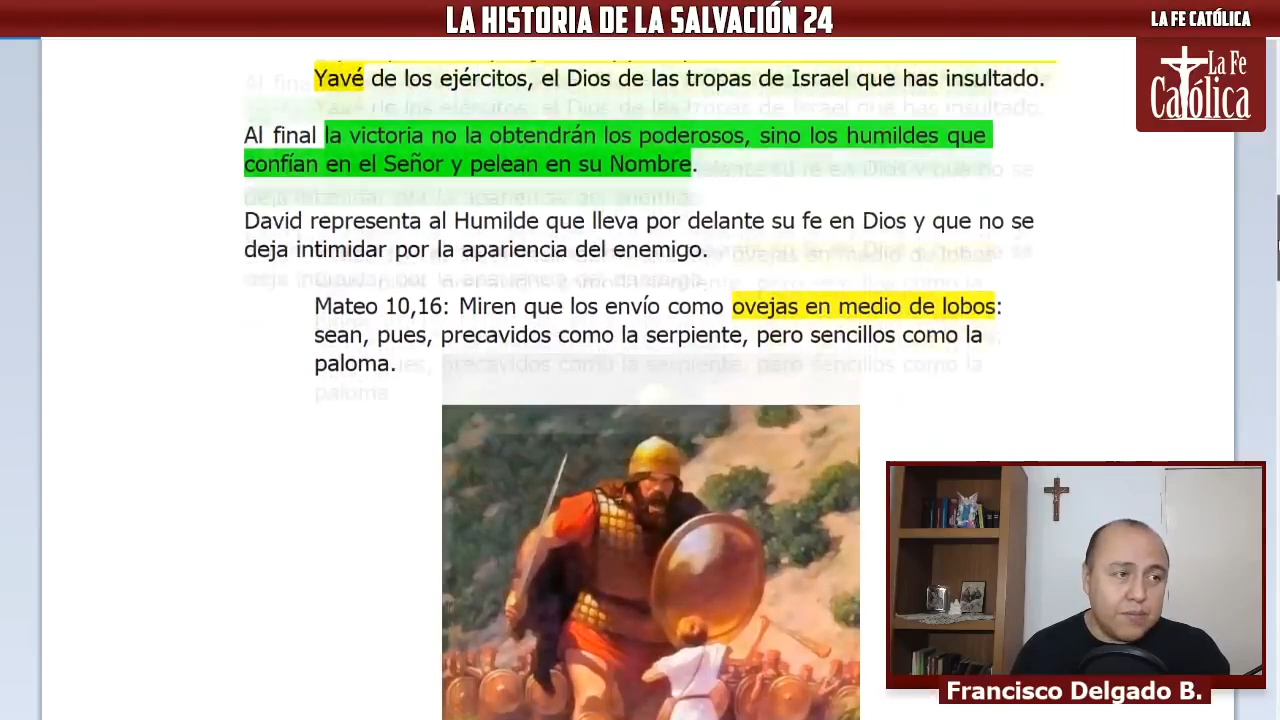 LA HISTORIA DE LA SALVACIÓN 24
LA FE CATÓLICA
La Fe
Católica
Yavé de los ejércitos, el Dios de las tropas de Israel que has insultado.
Al final la victoria no la obtendrán los poderosos, sino los humildes que
confían en el Señor y pelean en su Nombre.
David representa al Humilde que lleva por delante su fe en Dios y que no se
deja intimidar por la apariencia del enemigo.
Mateo 10,16: Miren que los envío como ovejas en medio de lobos:
sean, pues, precavidos como la serpiente, pero sencillos como la
paloma.
Francisco Delgado B.